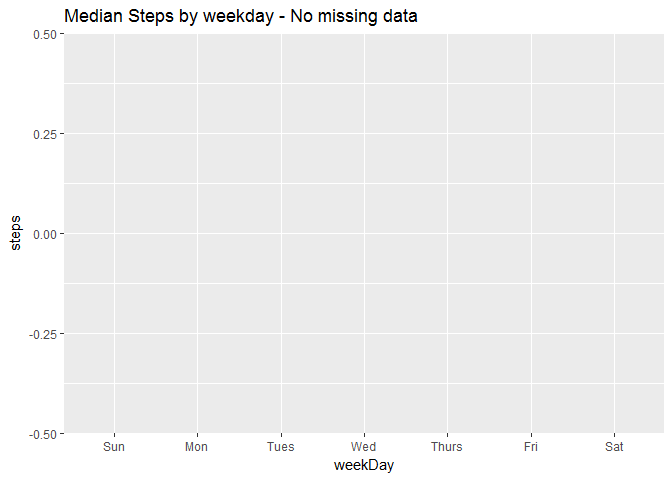 Median Steps by weekday - No missing data
0.50
0.25
0.00
-0.25
-0.50
steps
Sun Mon Tues Wed Thurs Fri Sat
weekDay